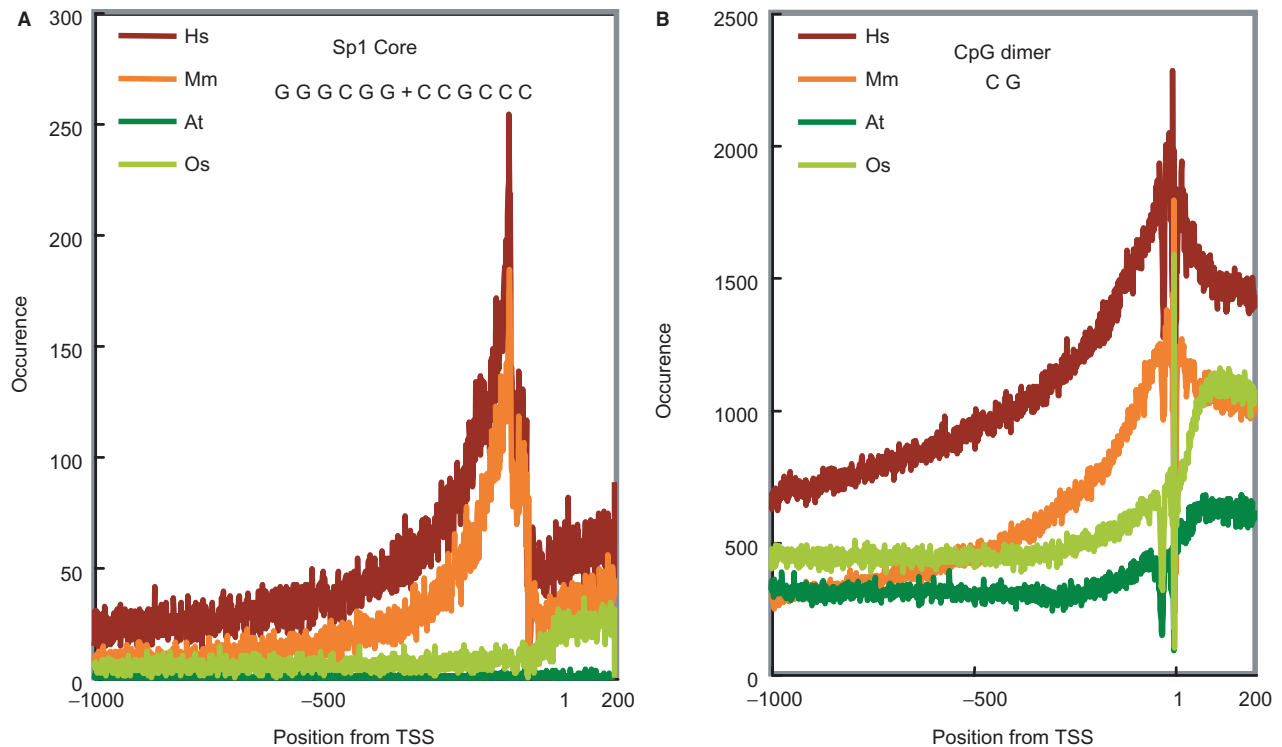 A
300
250
200
150
100
50
0
Occurence
Hs
Mm
At
Os
Sp1 Core
G G G C G G + C C G C C C
–1000
–500
1
200
Position from TSS
B
2500
2000
1500
1000
500
0
Occurence
Hs
Mm
At
Os
CpG dimer
C G
–1000
–500
1
200
Position from TSS